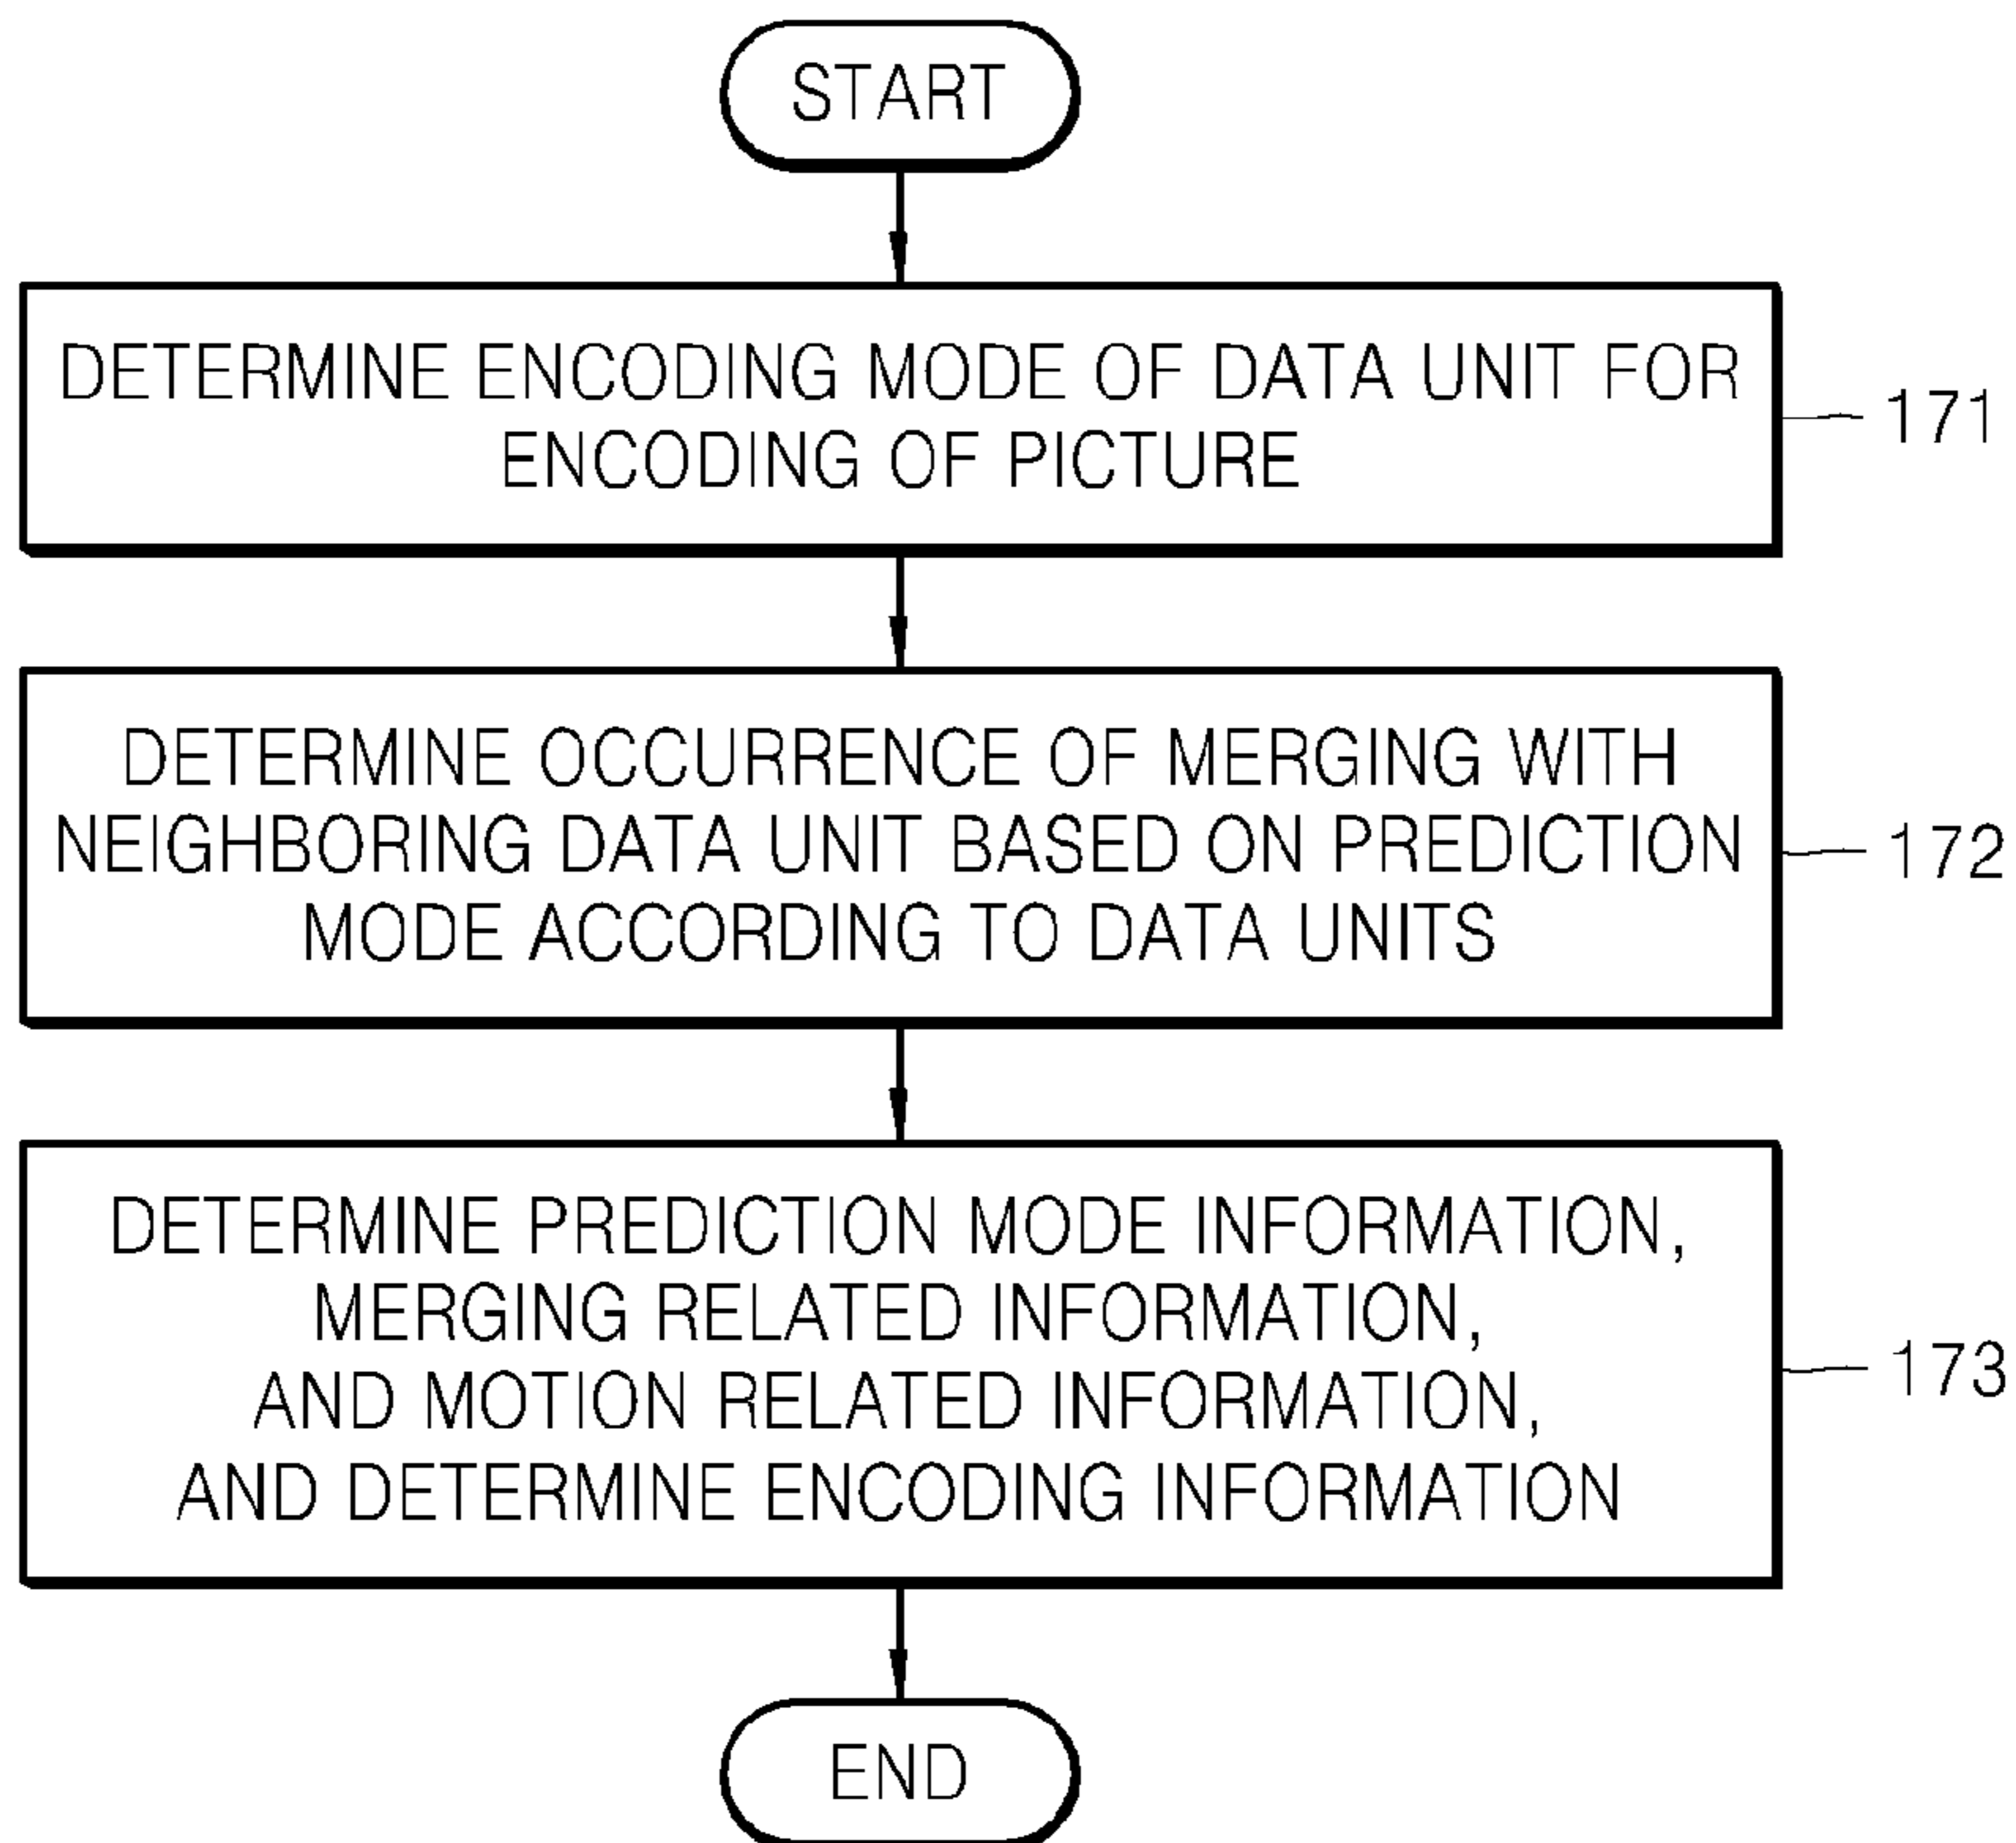 START
DETERMINE ENCODING MODE OF DATA UNIT FOR
ENCODING OF PICTURE
171
DETERMINE OCCURRENCE OF MERGING WITH
NEIGHBORING DATA UNIT BASED ON PREDICTION
MODE ACCORDING TO DATA UNITS
172
DETERMINE PREDICTION MODE INFORMATION,
MERGING RELATED INFORMATION,
AND MOTION RELATED INFORMATION,
AND DETERMINE ENCODING INFORMATION
173
END